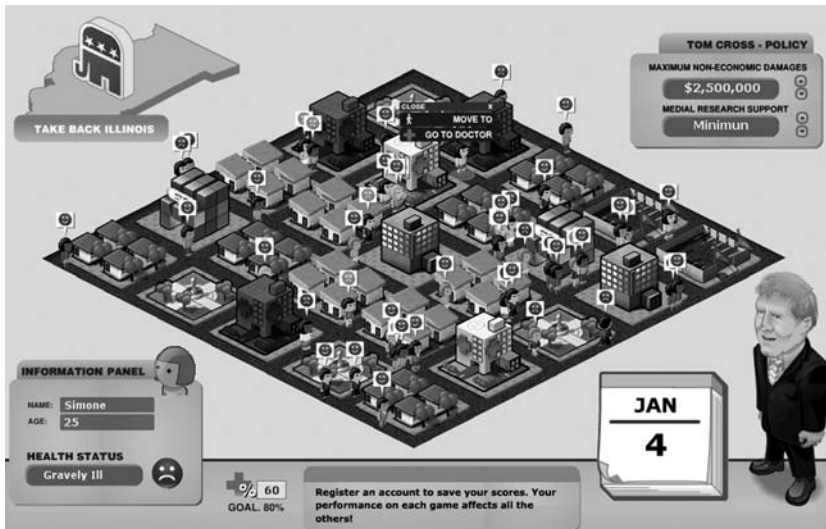 TAKE BACK ILLINOIS
CLOSE X
MOVE TO
GO TO DOCTOR
TOM CROSS - POLICY
MAXIMUM NON-ECONOMIC DAMAGES
$2,500,000
MEDIAL RESEARCH SUPPORT
Minimun
INFORMATION PANEL
NAME: Simone
AGE: 25
HEALTH STATUS
Gravely Ill
% 60
GOAL. 80%
Register an account to save your scores. Your
performance on each game affects all the
others!
JAN
4